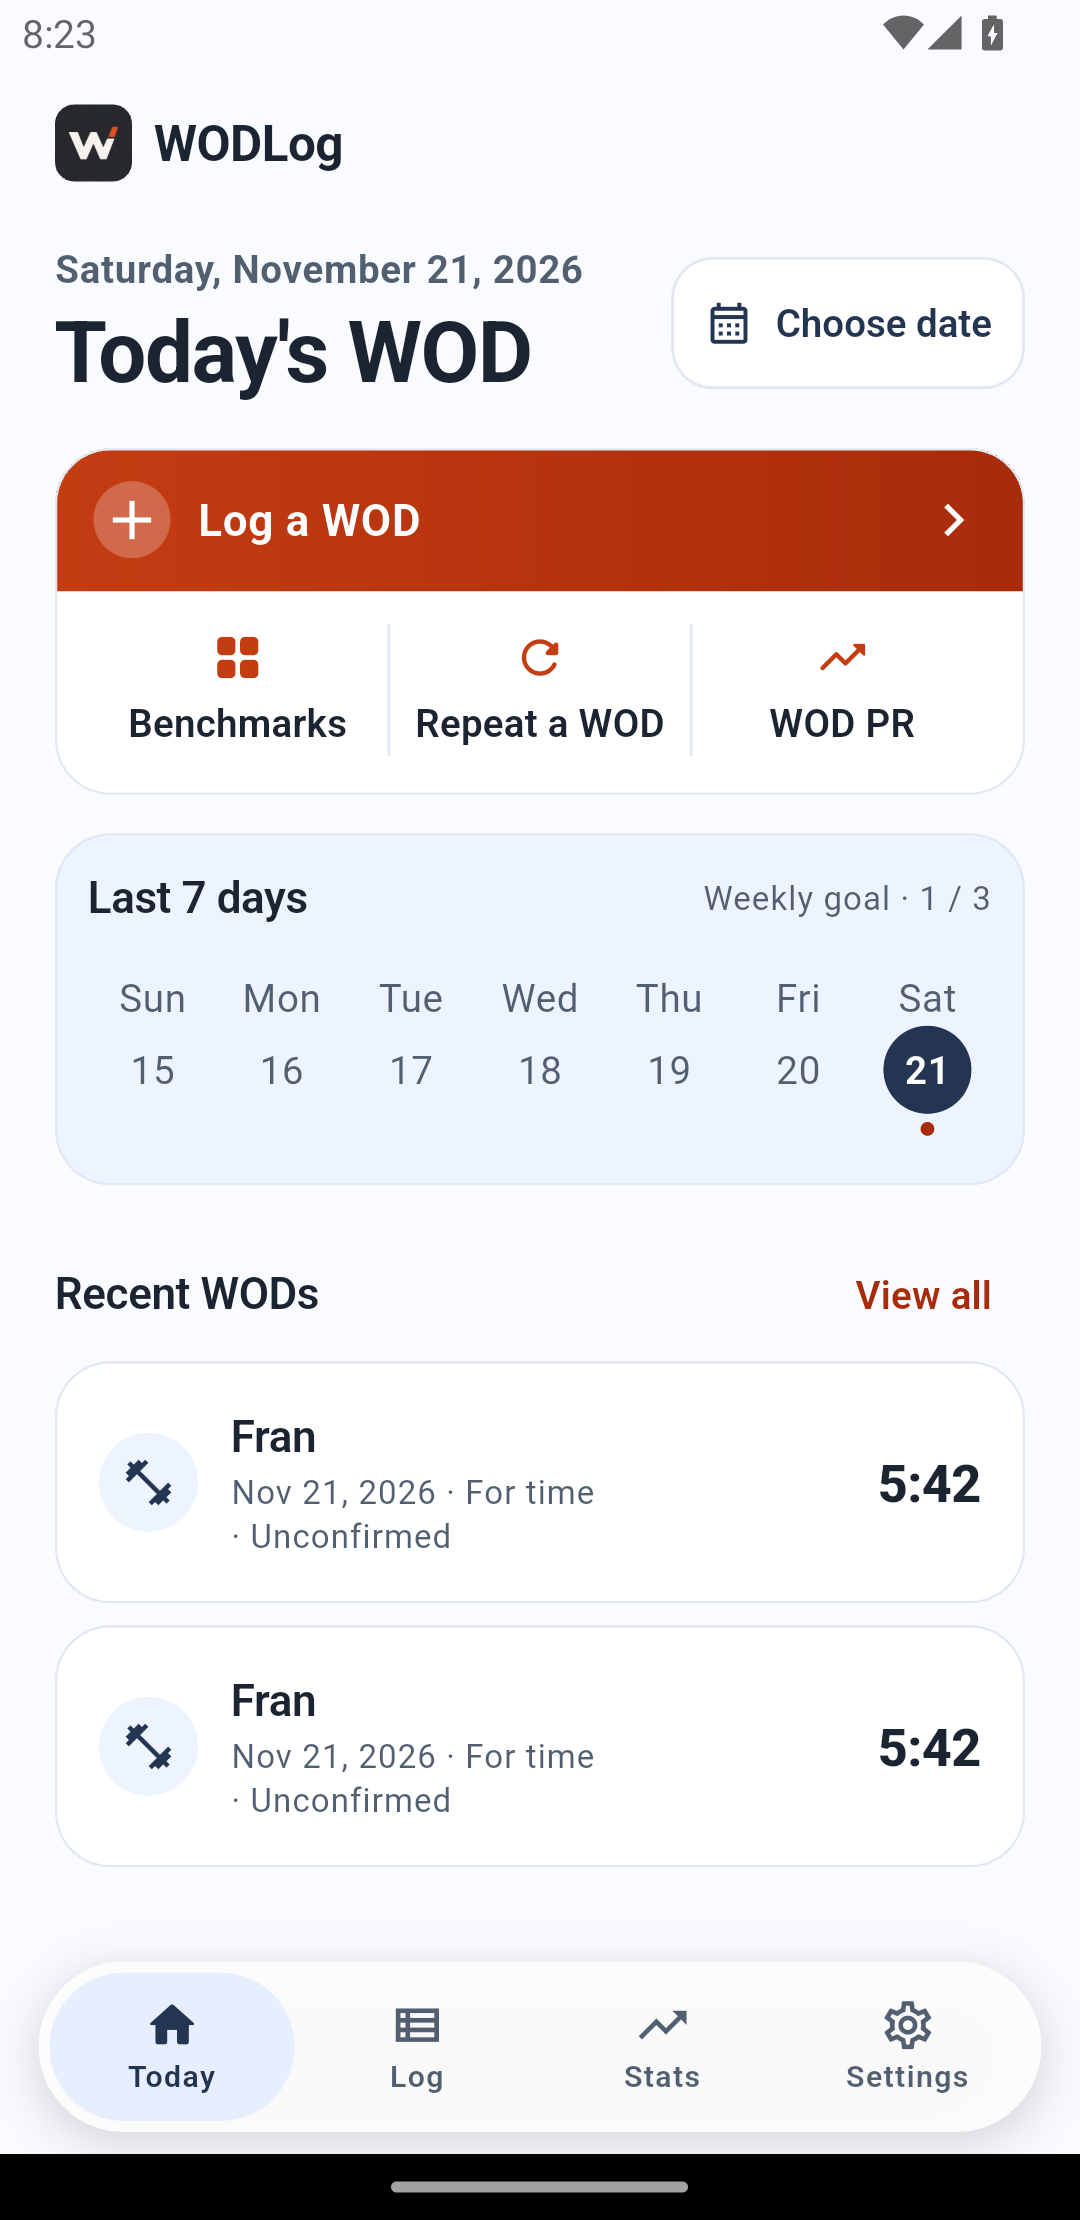 8:23
WODLog
Saturday, November 21, 2026
Today's WOD
Choose date
Log a WOD
Benchmarks
Repeat a WOD
WOD PR
Last 7 days
Weekly goal · 1 / 3
Sun Mon Tue Wed Thu Fri Sat
15 16 17 18 19 20 21
Recent WODs
View all
Fran
Nov 21, 2026 · For time
· Unconfirmed
5:42
Fran
Nov 21, 2026 · For time
· Unconfirmed
5:42
Today
Log
Stats
Settings